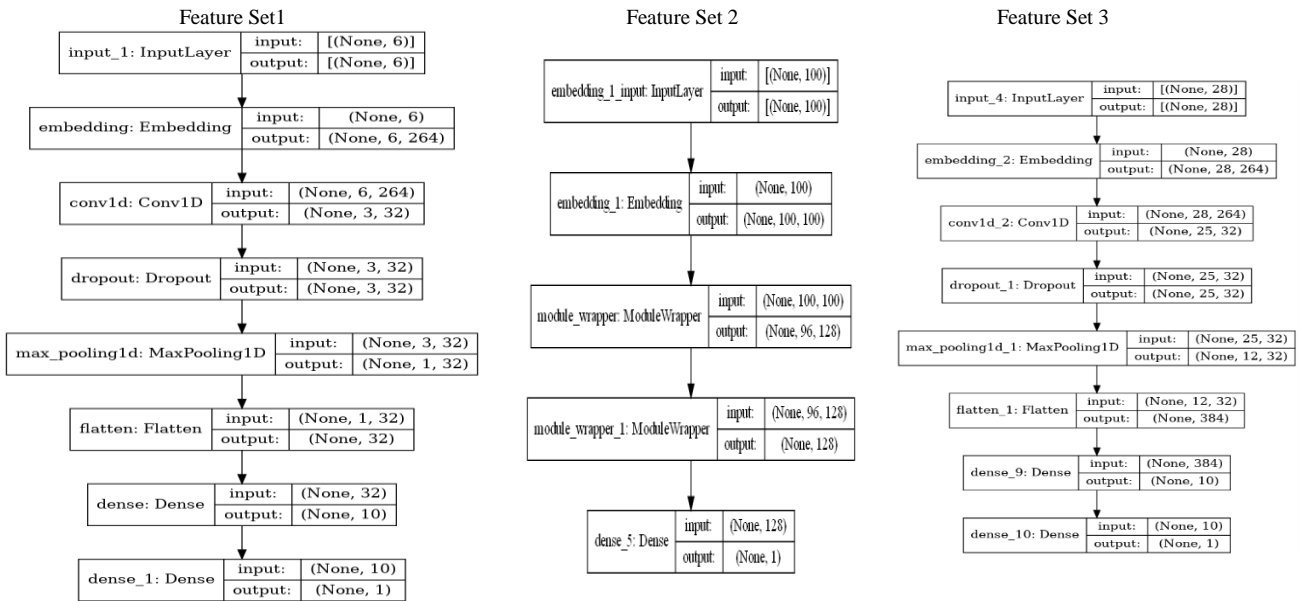 Feature Set1
input_1: InputLayer
input: [(None, 6)]
output: [(None, 6)]
embedding: Embedding
input: (None, 6)
output: (None, 6, 264)
conv1d: Conv1D
input: (None, 6, 264)
output: (None, 3, 32)
dropout: Dropout
input: (None, 3, 32)
output: (None, 3, 32)
max_pooling1d: MaxPooling1D
input: (None, 3, 32)
output: (None, 1, 32)
flatten: Flatten
input: (None, 1, 32)
output: (None, 32)
dense: Dense
input: (None, 32)
output: (None, 10)
dense_1: Dense
input: (None, 10)
output: (None, 1)
Feature Set 2
embedding_1_input: InputLayer
input: [(None, 100)]
output: [(None, 100)]
embedding_1: Embedding
input: (None, 100)
output: (None, 100, 100)
module_wrapper: ModuleWrapper
input: (None, 100, 100)
output: (None, 96, 128)
module_wrapper_1: ModuleWrapper
input: (None, 96, 128)
output: (None, 128)
dense_5: Dense
input: (None, 128)
output: (None, 1)
Feature Set 3
input_4: InputLayer
input: [(None, 28)]
output: [(None, 28)]
embedding_2: Embedding
input: (None, 28)
output: (None, 28, 264)
conv1d_2: Conv1D
input: (None, 28, 264)
output: (None, 25, 32)
dropout_1: Dropout
input: (None, 25, 32)
output: (None, 25, 32)
max_pooling1d_1: MaxPooling1D
input: (None, 25, 32)
output: (None, 12, 32)
flatten_1: Flatten
input: (None, 12, 32)
output: (None, 384)
dense_9: Dense
input: (None, 384)
output: (None, 10)
dense_10: Dense
input: (None, 10)
output: (None, 1)